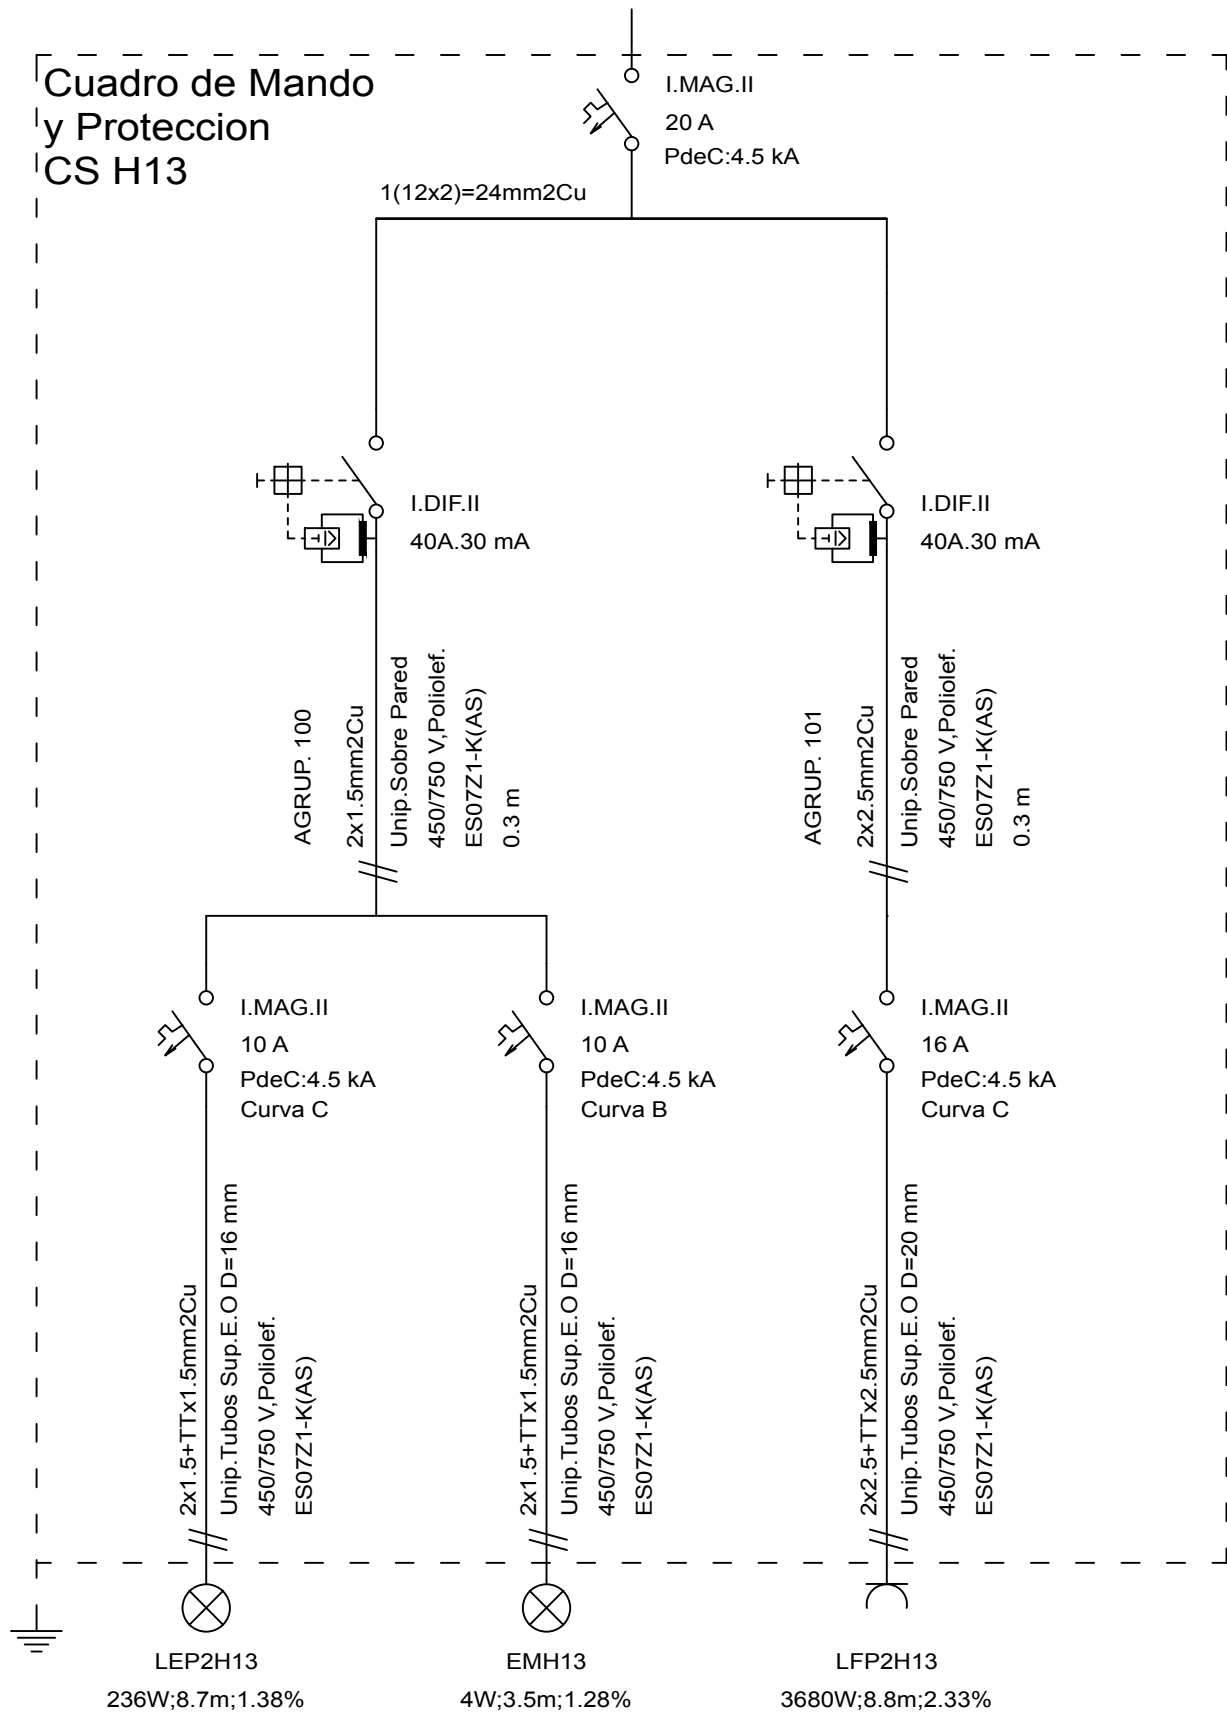 Cuadro de Mando
y Proteccion
CS H13
I.MAG.II
20 A
PdeC:4.5 kA
1(12x2)=24mm2Cu
I.DIF.II
40A.30 mA
I.DIF.II
40A.30 mA
AGRUP. 100
2x1.5mm2Cu
Unip.Sobre Pared
450/750 V,Poliolef.
ES07Z1-K(AS)
0.3 m
AGRUP. 101
2x2.5mm2Cu
Unip.Sobre Pared
450/750 V,Poliolef.
ES07Z1-K(AS)
0.3 m
I.MAG.II
10 A
PdeC:4.5 kA
Curva C
I.MAG.II
10 A
PdeC:4.5 kA
Curva B
I.MAG.II
16 A
PdeC:4.5 kA
Curva C
2x1.5+TTx1.5mm2Cu
Unip.Tubos Sup.E.O D=16 mm
450/750 V,Poliolef.
ES07Z1-K(AS)
2x1.5+TTx1.5mm2Cu
Unip.Tubos Sup.E.O D=16 mm
450/750 V,Poliolef.
ES07Z1-K(AS)
2x2.5+TTx2.5mm2Cu
Unip.Tubos Sup.E.O D=20 mm
450/750 V,Poliolef.
ES07Z1-K(AS)
LEP2H13
236W;8.7m;1.38%
EMH13
4W;3.5m;1.28%
LFP2H13
3680W;8.8m;2.33%